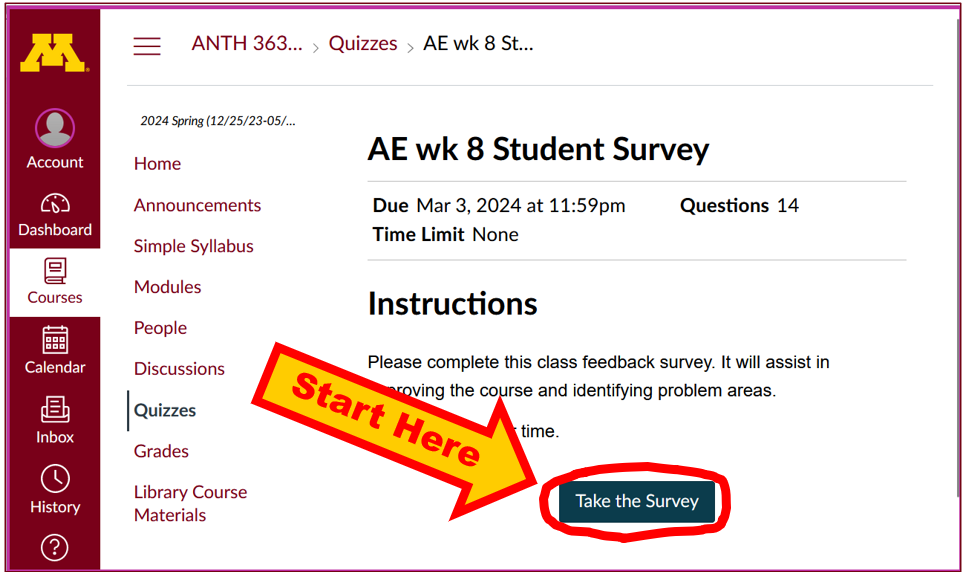 M
ANTH 363... > Quizzes > AE wk 8 St...
Account
Dashboard
Courses
Calendar
Inbox
History
?
2024 Spring (12/25/23-05/...
Home
Announcements
Simple Syllabus
Modules
People
Discussions
Quizzes
Grades
Library Course
Materials
AE wk 8 Student Survey
Due Mar 3, 2024 at 11:59pm Questions 14
Time Limit None
Instructions
Please complete this class feedback survey. It will assist in
proving the course and identifying problem areas.
time.
Start Here
Take the Survey